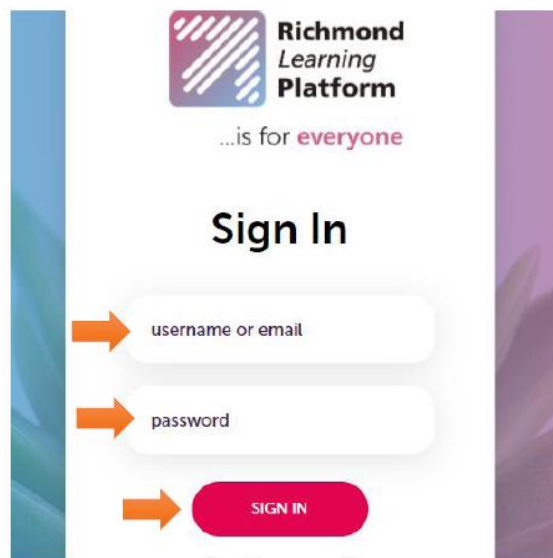 Richmond
Learning
Platform
...is for everyone
Sign In
username or email
password
SIGN IN